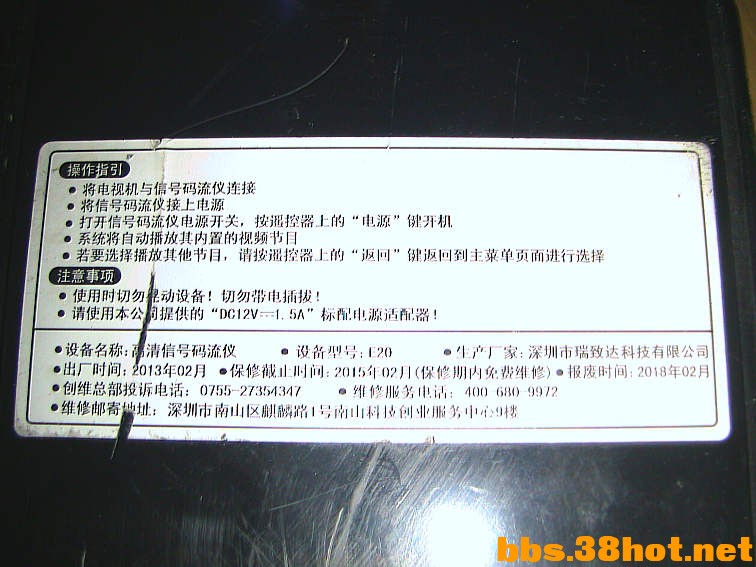 操作指引
● 将电视机与信号码流仪连接
● 将信号码流仪接上电源
● 打开信号码流仪电源开关，按遥控器上的“电源”键开机
● 系统将自动播放其内置的视频节目
● 若要选择播放其他节目，请按遥控器上的“返回”键返回到主菜单页面进行选择
注意事项
● 使用时切勿晃动设备！切勿带电插拔！
● 请使用本公司提供的“DC12V⎓1.5A”标配电源适配器！
● 设备名称：高清信号码流仪 ● 设备型号：E20 ● 生产厂家：深圳市瑞致达科技有限公司
● 出厂时间：2013年02月 ● 保修截止时间：2015年02月(保修期内免费维修) ● 报废时间：2018年02月
● 创维总部投诉电话：0755-27354347 ● 维修服务电话：400-680-9972
● 维修邮寄地址：深圳市南山区麒麟路1号南山科技创业服务中心9楼
bbs.38hot.net